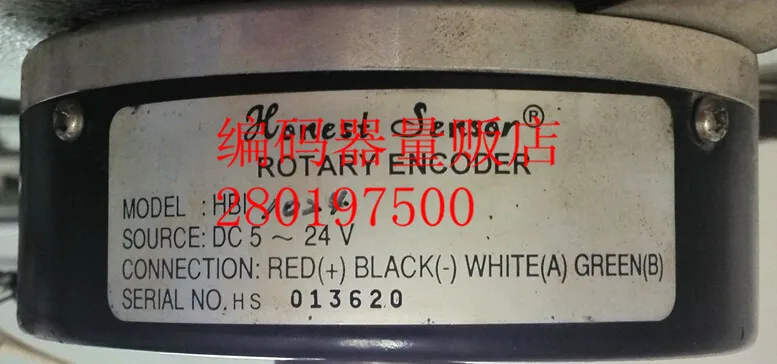 Honest Sensor®
编码器量贩店
ROTARY ENCODER
280197500
MODEL : HBI 1024
SOURCE: DC 5 ~ 24 V
CONNECTION: RED(+) BLACK(-) WHITE(A) GREEN(B)
SERIAL NO. HS 013620